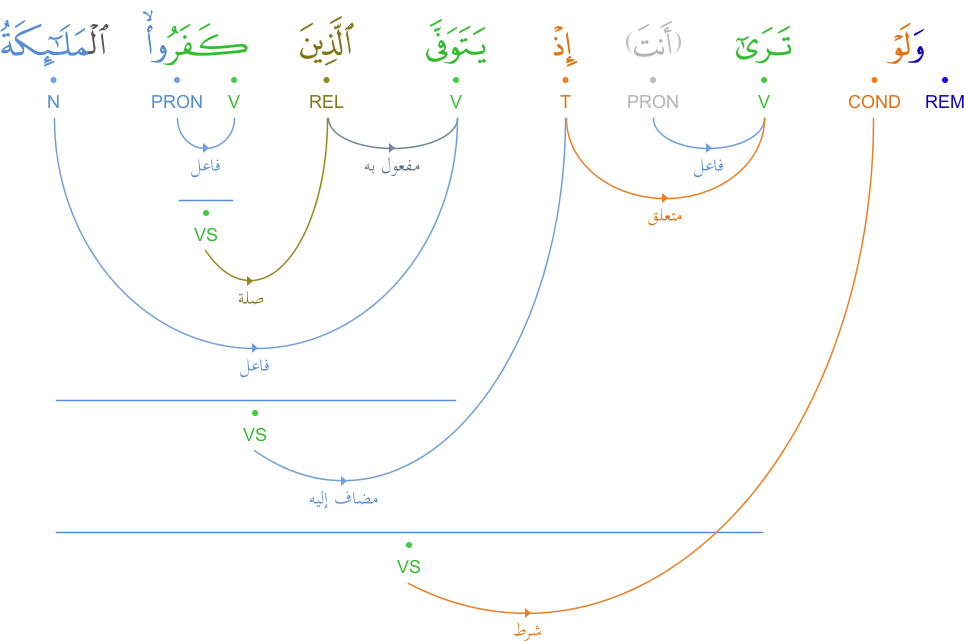 وَلَوْ تَرَىٰٓ (أَنتَ) إِذْ يَتَوَفَّى ٱلَّذِينَ كَفَرُوا۟ ۙ ٱلْمَلَـٰٓئِكَةُ
REM COND V PRON T V REL V PRON N
فاعل مفعول به فاعل
متعلق
VS
صلة
فاعل
VS
مضاف إليه
VS
شرط